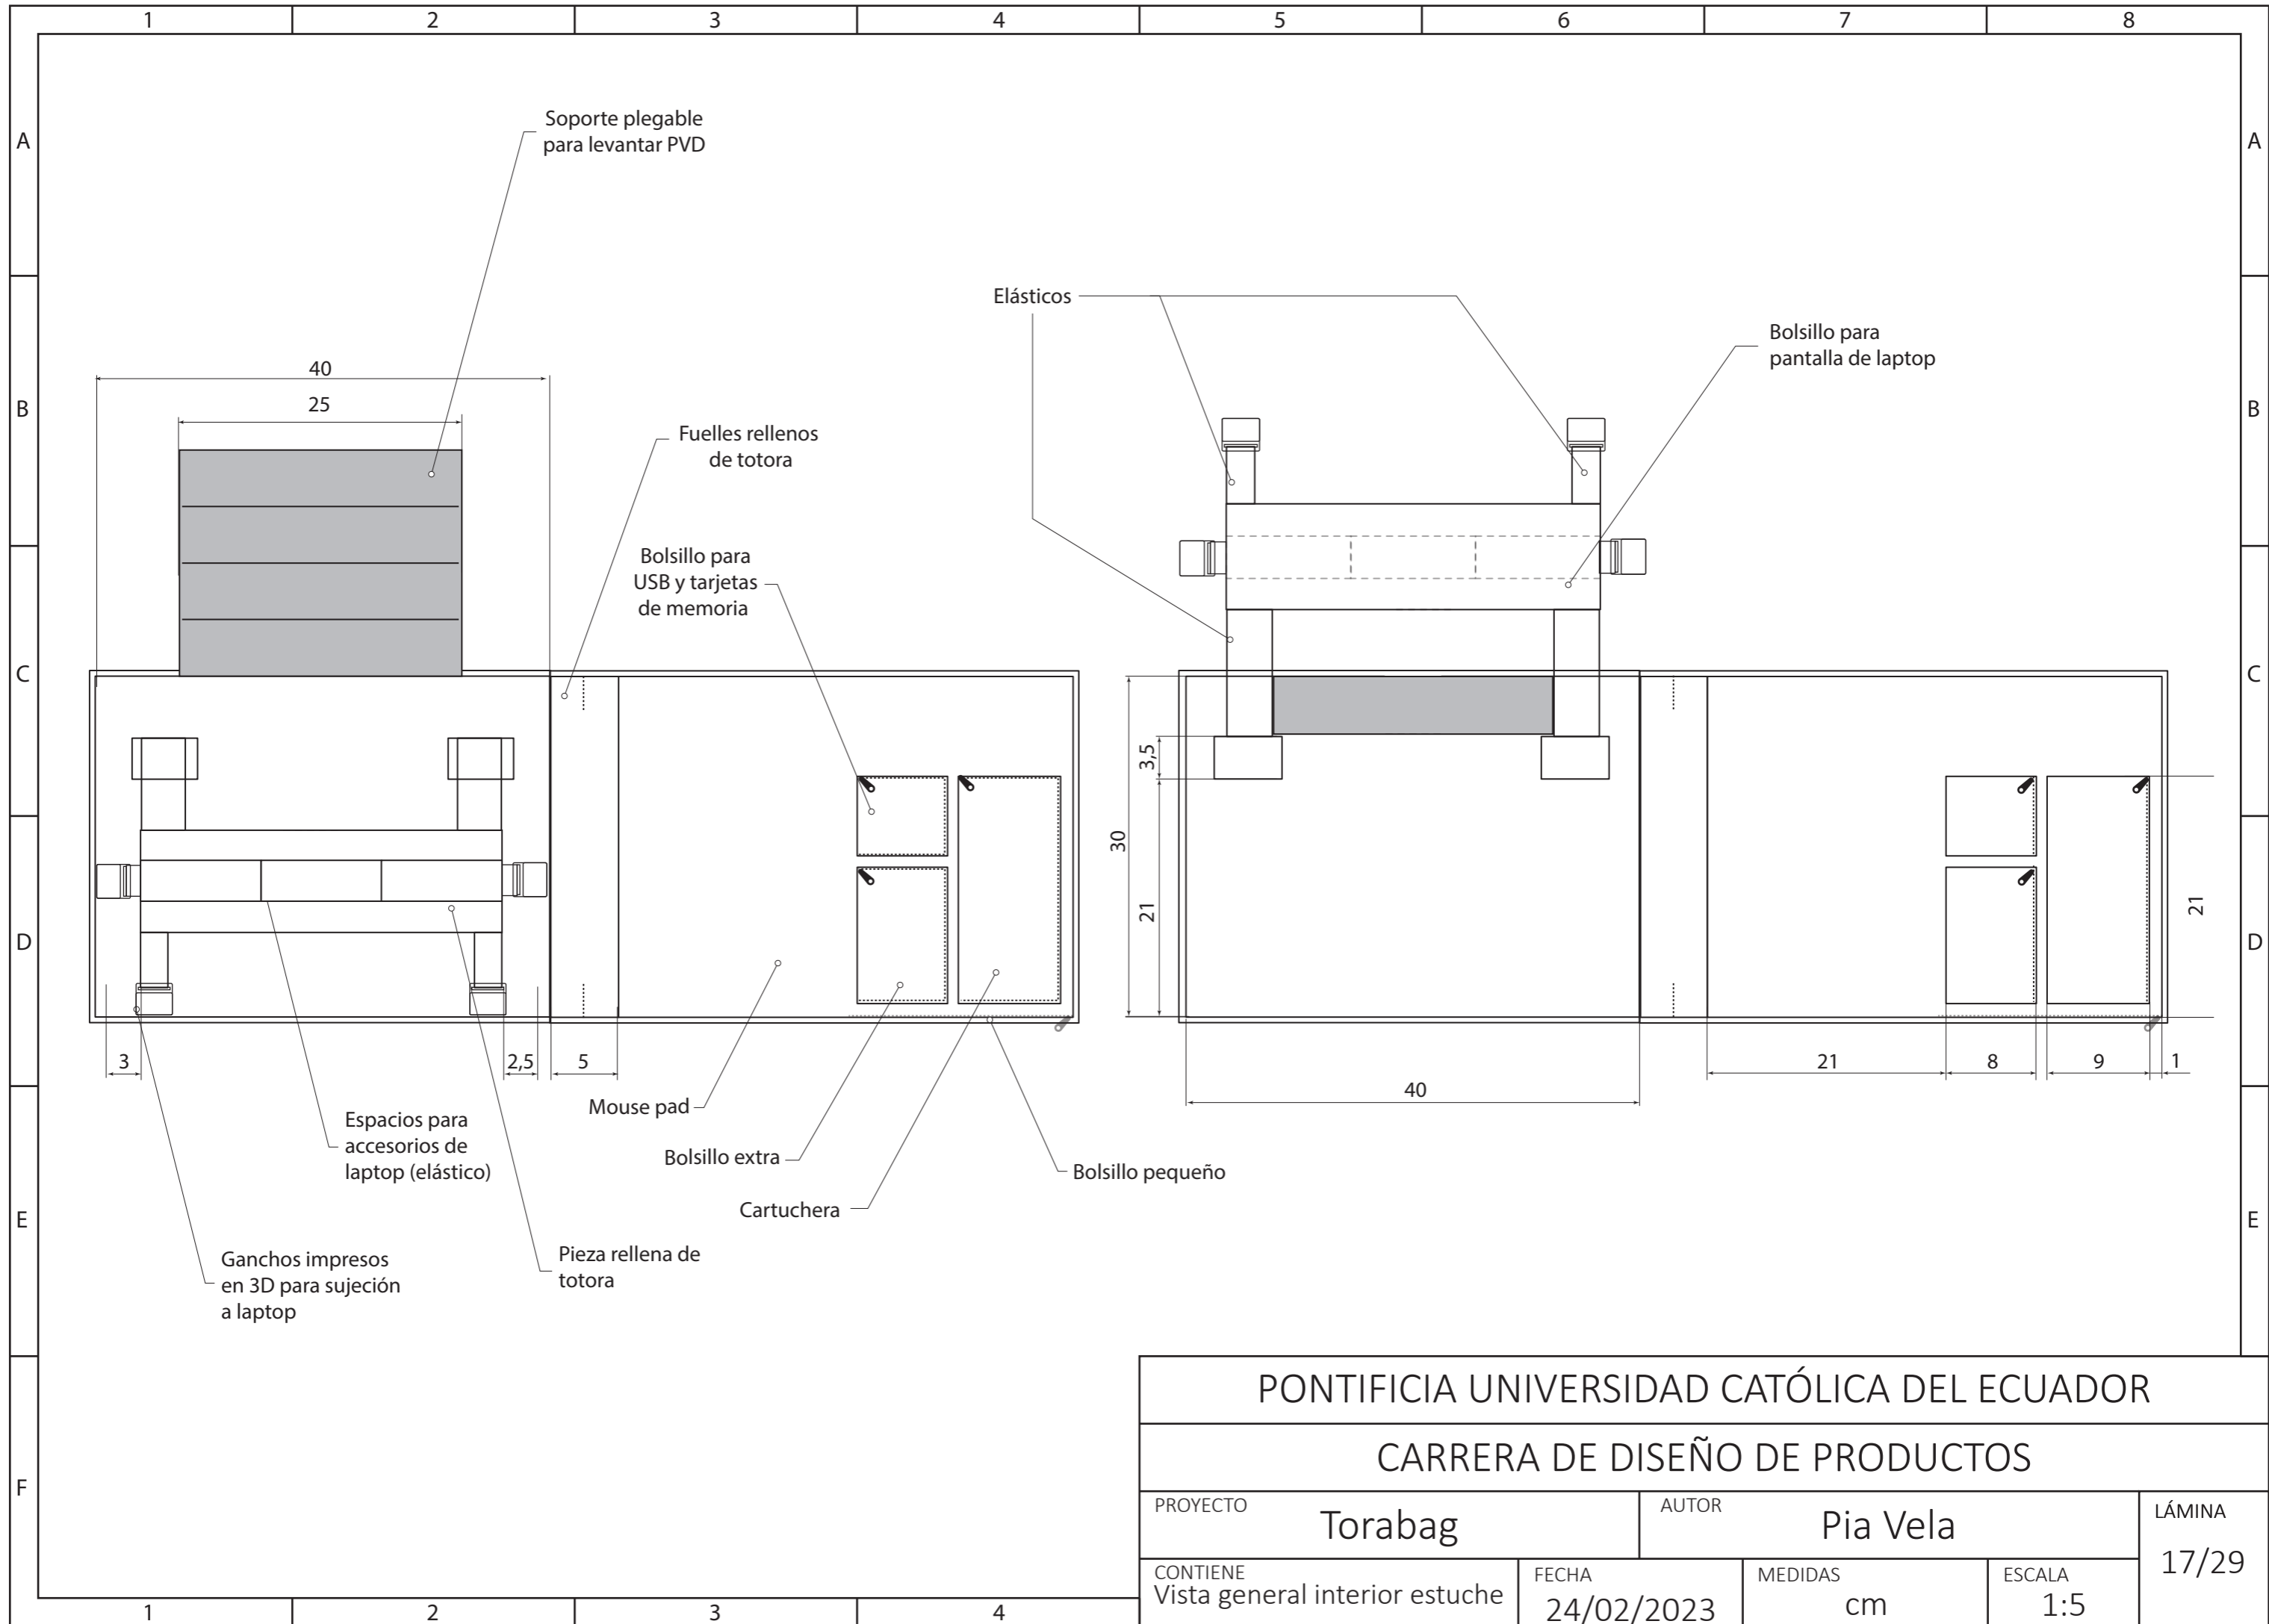 1 2 3 4 5 6 7 8
A A
Soporte plegable
para levantar PVD
B B
Elásticos
Bolsillo para
pantalla de laptop
40
25
Fuelles rellenos
de totora
Bolsillo para
USB y tarjetas
de memoria
C C
3,5
30
21
21
D D
3
2,5
5
21
8
9
1
40
Mouse pad
Espacios para
accesorios de
laptop (elástico)
Bolsillo extra
Bolsillo pequeño
Cartuchera
E E
Ganchos impresos
en 3D para sujeción
a laptop
Pieza rellena de
totora
F
PONTIFICIA UNIVERSIDAD CATÓLICA DEL ECUADOR
CARRERA DE DISEÑO DE PRODUCTOS
PROYECTO
Torabag
AUTOR
Pia Vela
LÁMINA
17/29
CONTIENE
Vista general interior estuche
FECHA
24/02/2023
MEDIDAS
cm
ESCALA
1:5
1 2 3 4